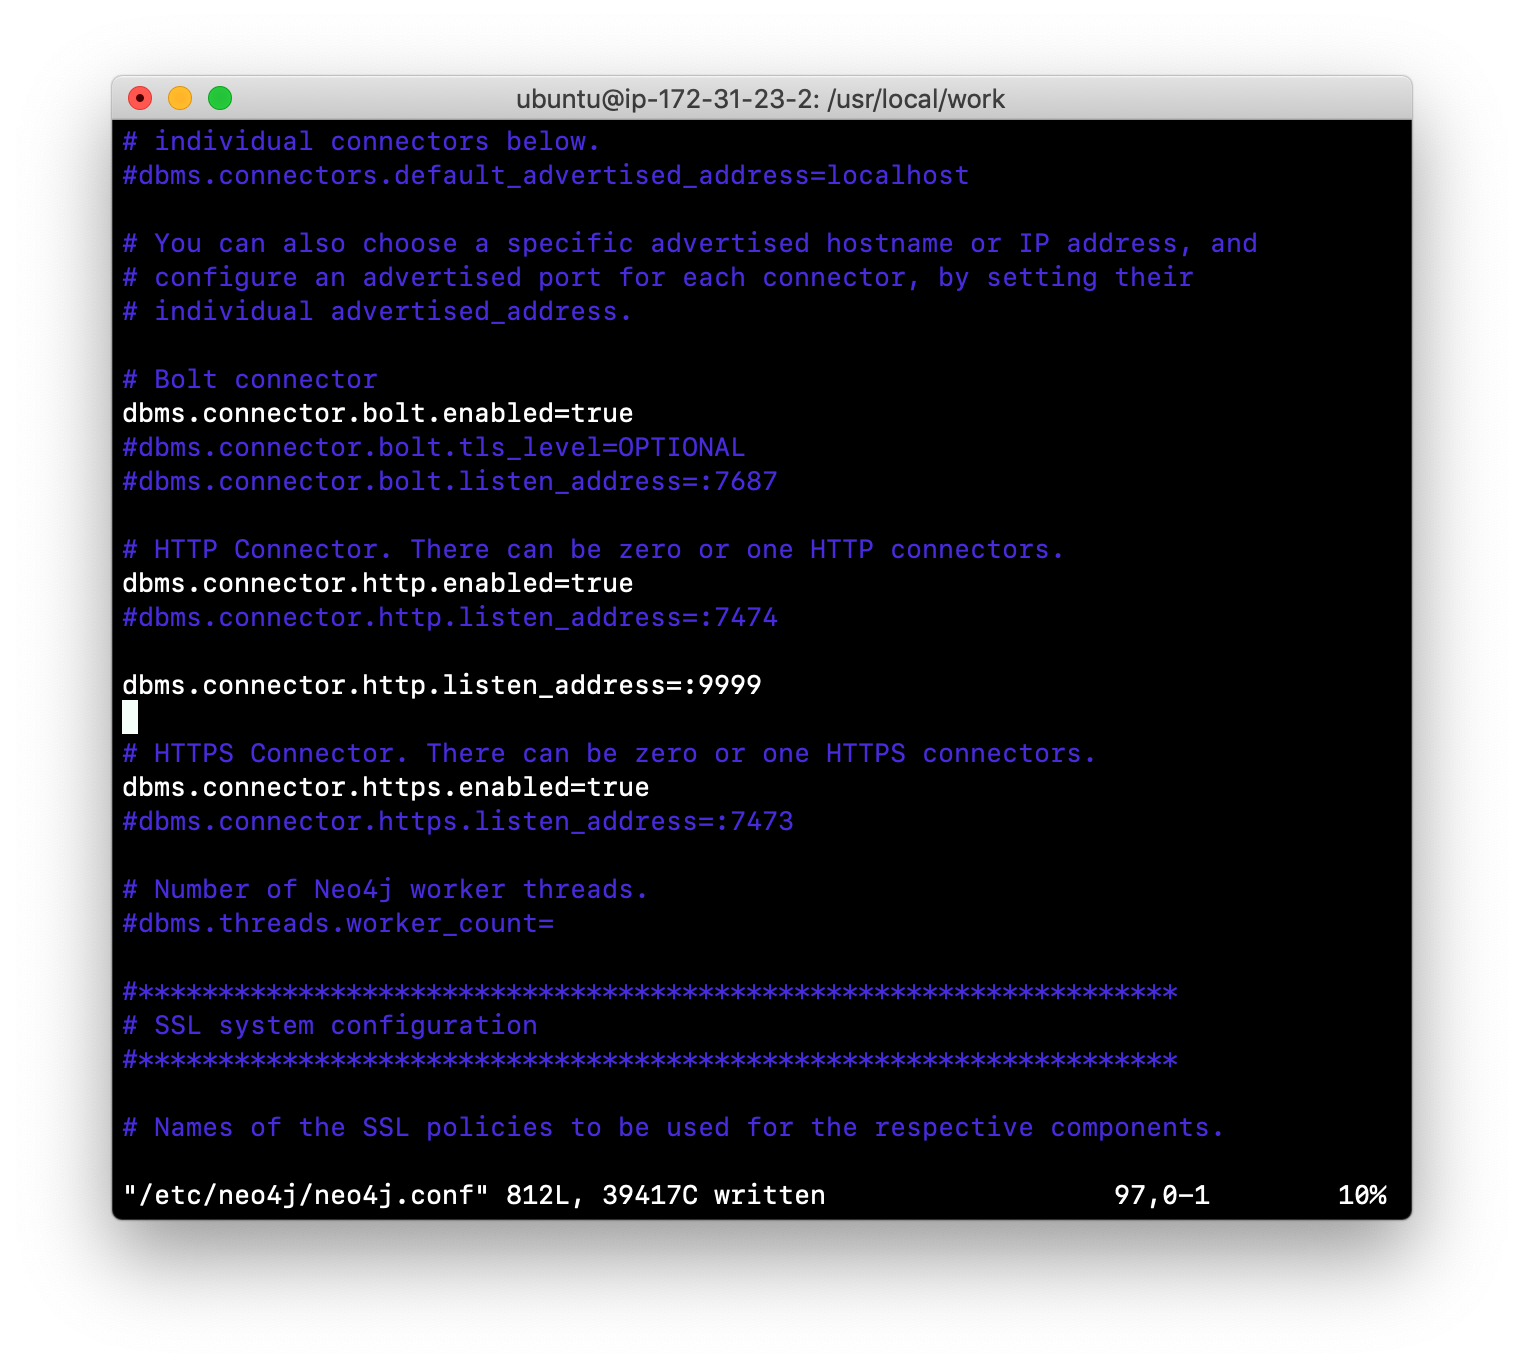 ubuntu@ip-172-31-23-2: /usr/local/work
# individual connectors below.
#dbms.connectors.default_advertised_address=localhost
# You can also choose a specific advertised hostname or IP address, and
# configure an advertised port for each connector, by setting their
# individual advertised_address.
# Bolt connector
dbms.connector.bolt.enabled=true
#dbms.connector.bolt.tls_level=OPTIONAL
#dbms.connector.bolt.listen_address=:7687
# HTTP Connector. There can be zero or one HTTP connectors.
dbms.connector.http.enabled=true
#dbms.connector.http.listen_address=:7474
dbms.connector.http.listen_address=:9999
# HTTPS Connector. There can be zero or one HTTPS connectors.
dbms.connector.https.enabled=true
#dbms.connector.https.listen_address=:7473
# Number of Neo4j worker threads.
#dbms.threads.worker_count=
#*****************************************************************
# SSL system configuration
#*****************************************************************
# Names of the SSL policies to be used for the respective components.
"/etc/neo4j/neo4j.conf" 812L, 39417C written 97,0-1 10%